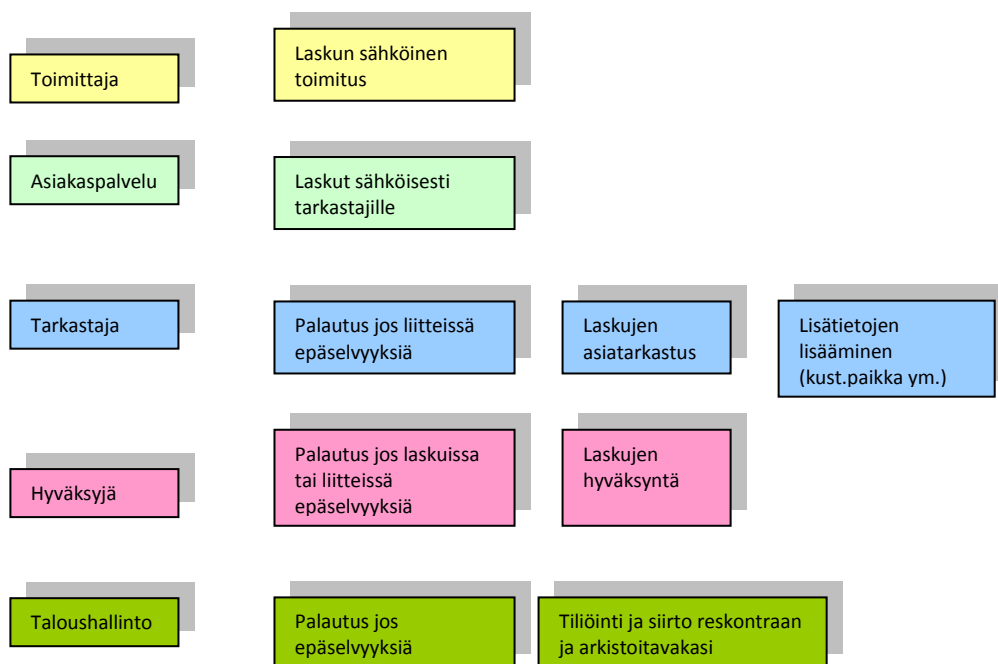 Toimittaja
Laskun sähköinen
toimitus
Asiakaspalvelu
Laskut sähköisesti
tarkastajille
Tarkastaja
Palautus jos liitteissä
epäselvyyksiä
Laskujen
asiatarkastus
Lisätietojen
lisääminen
(kust.paikka ym.)
Hyväksyjä
Palautus jos laskuissa
tai liitteissä
epäselvyyksiä
Laskujen
hyväksyntä
Taloushallinto
Palautus jos
epäselvyyksiä
Tiliöinti ja siirto reskontraan
ja arkistoitavakasi